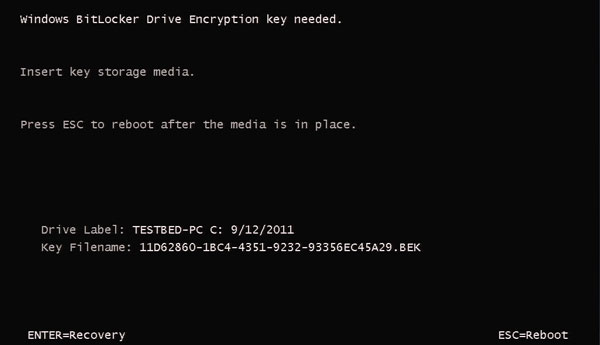 Windows BitLocker Drive Encryption key needed.
Insert key storage media.
Press ESC to reboot after the media is in place.
Drive Label: TESTBED-PC C: 9/12/2011
Key Filename: 11D62860-1BC4-4351-9232-93356EC45A29.BEK
ENTER=Recovery ESC=Reboot